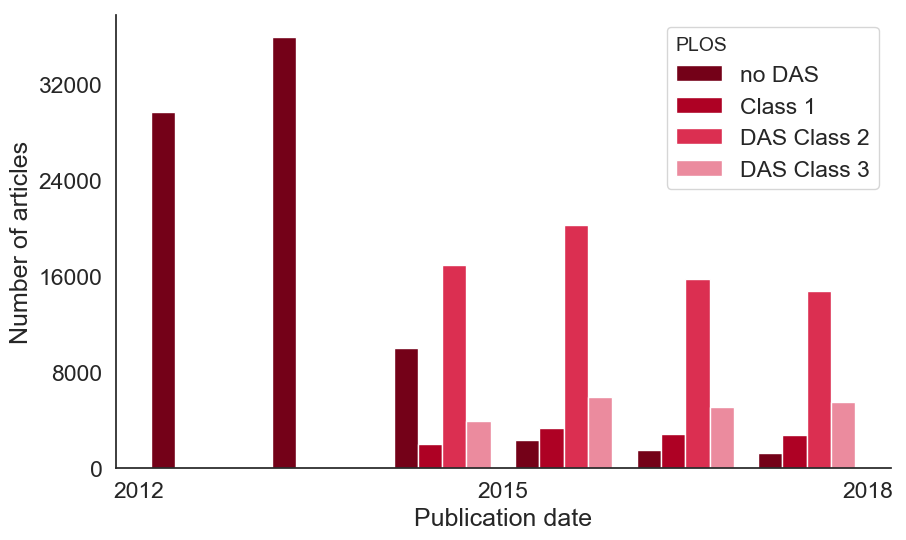 PLOS
no DAS
Class 1
DAS Class 2
DAS Class 3
32000
24000
16000
8000
0
Number of articles
2012
2015
2018
Publication date